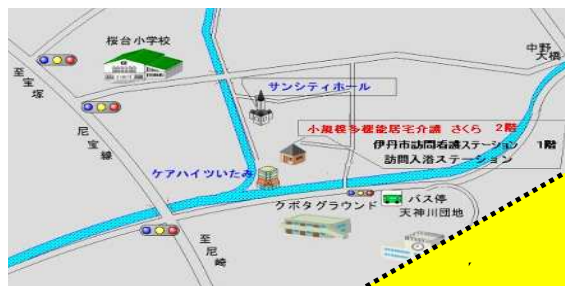 桜台小学校
中野大橋
至宝塚
サンシティホール
尼宝線
小規模多機能居宅介護 さくら 2階
伊丹市訪問看護ステーション 1階
訪問入浴ステーション
ケアハイツいたみ
クボタグラウンド
バス停
天神川団地
至尼崎